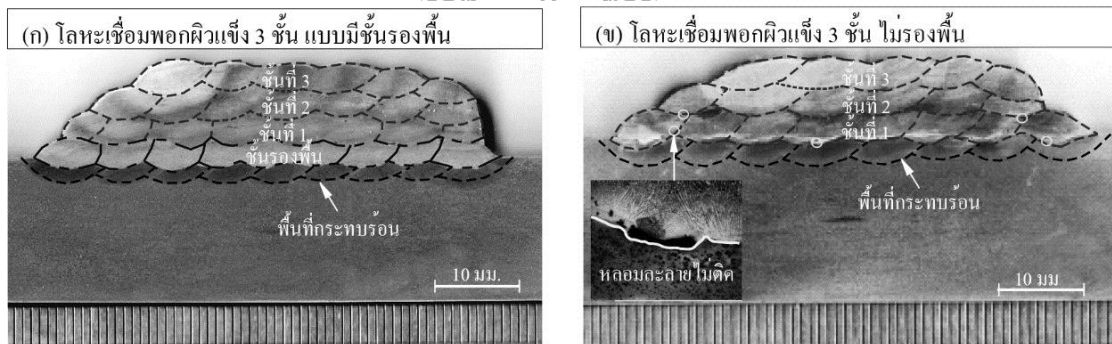 (ก) โลหะเชื่อมพอกผิวแข็ง 3 ชั้น แบบมีชั้นรองพื้น
ชั้นที่ 3
ชั้นที่ 2
ชั้นที่ 1
ชั้นรองพื้น
พื้นที่กระทบร้อน
10 มม.
(ข) โลหะเชื่อมพอกผิวแข็ง 3 ชั้น ไม่รองพื้น
ชั้นที่ 3
ชั้นที่ 2
ชั้นที่ 1
พื้นที่กระทบร้อน
หลอมละลายไม่ติด
10 มม